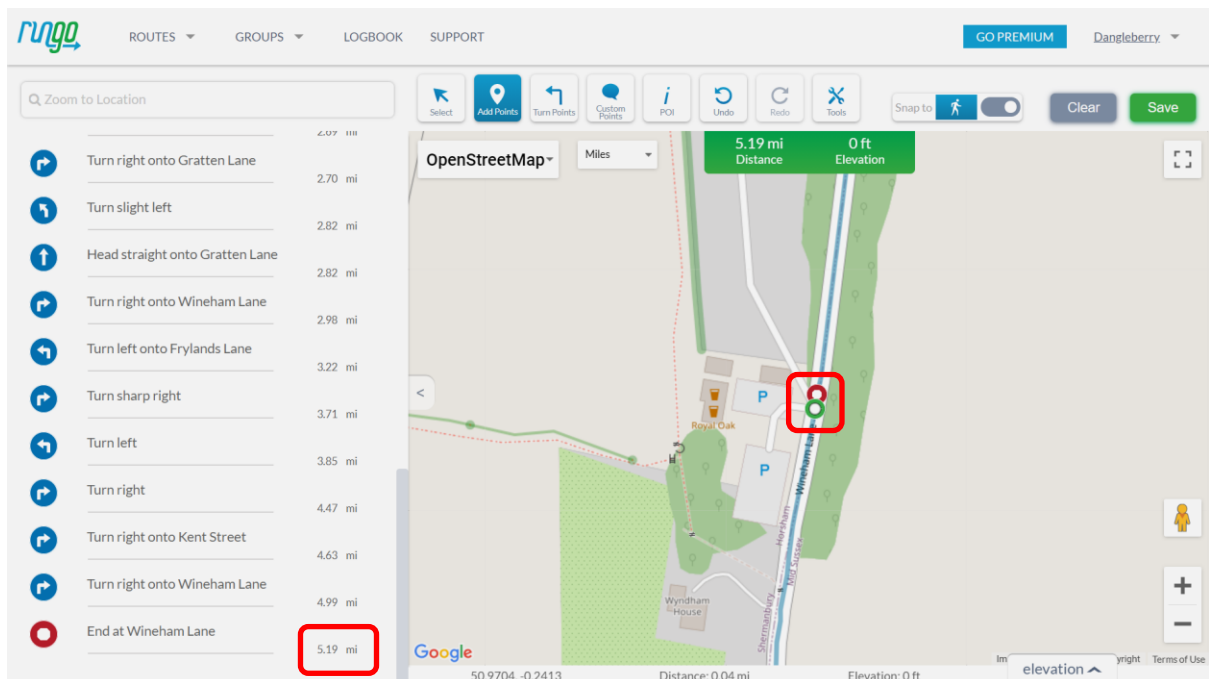 rungo
ROUTES
GROUPS
LOGBOOK
SUPPORT
GO PREMIUM
Dangleberry
Zoom to Location
Select
Add Points
Turn Points
Custom Points
POI
Undo
Redo
Tools
Snap to
Clear
Save
2.69 mi
Turn right onto Gratten Lane
2.70 mi
Turn slight left
2.82 mi
Head straight onto Gratten Lane
2.82 mi
Turn right onto Wineham Lane
2.98 mi
Turn left onto Frylands Lane
3.22 mi
Turn sharp right
3.71 mi
Turn left
3.85 mi
Turn right
4.47 mi
Turn right onto Kent Street
4.63 mi
Turn right onto Wineham Lane
4.99 mi
End at Wineham Lane
5.19 mi
OpenStreetMap
Miles
5.19 mi
Distance
0 ft
Elevation
<
P
Royal Oak
P
Wineham Lane
Horsham
Mid Sussex
Shermanbury
Wyndham
House
Google
+
−
Terms of Use
elevation
50.9704 -0.2413
Distance: 0.04 mi
Elevation: 0 ft